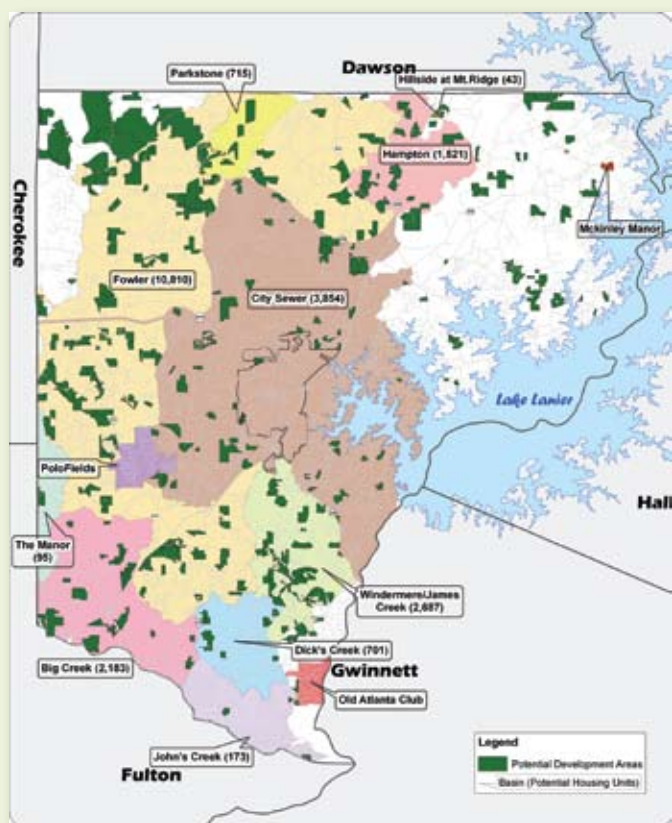 Dawson
Parkstone (715)
Hillside at Mt.Ridge (43)
Hampton (1,521)
Cherokee
Mckinley Manor
Fowler (10,810)
City Sewer (3,854)
Lake Lanier
PoloFields
Hall
The Manor
(95)
Windermere/James
Creek (2,687)
Dick's Creek (701)
Big Creek (2,183)
Gwinnett
Old Atlanta Club
John's Creek (173)
Fulton
Legend
Potential Development Areas
Basin (Potential Housing Units)